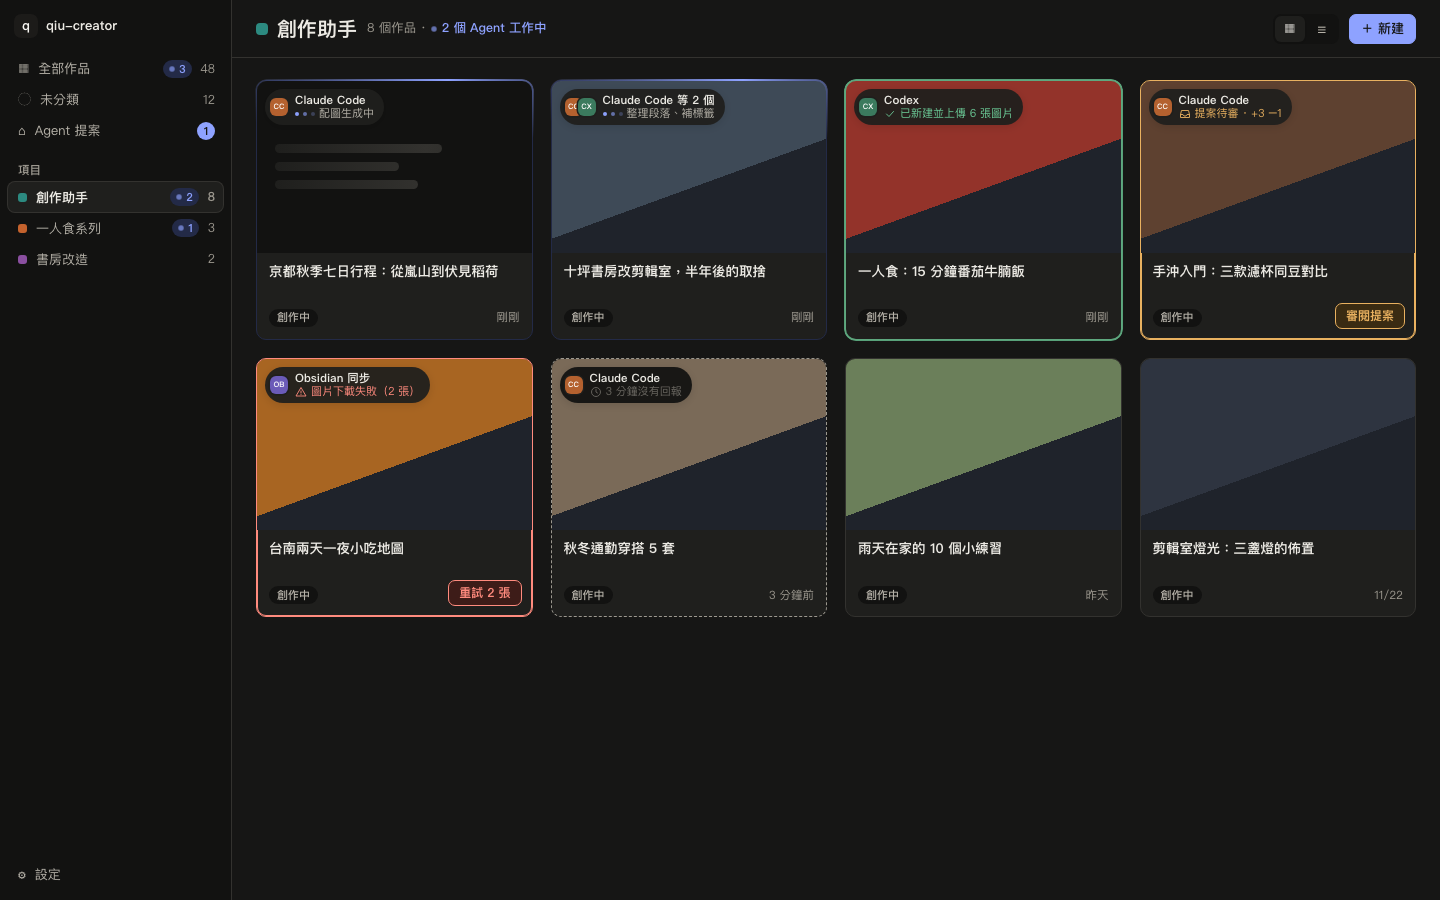 q qiu-creator
全部作品 3 48
未分類 12
Agent 提案 1
項目
創作助手 2 8
一人食系列 1 3
書房改造 2
設定
創作助手 8 個作品 · 2 個 Agent 工作中
+ 新建
CC Claude Code
配圖生成中
京都秋季七日行程：從嵐山到伏見稻荷
創作中 剛剛
CX Claude Code 等 2 個
整理段落、補標籤
十坪書房改剪輯室，半年後的取捨
創作中 剛剛
CX Codex
已新建並上傳 6 張圖片
一人食：15 分鐘番茄牛腩飯
創作中 剛剛
CC Claude Code
提案待審 · +3 −1
手沖入門：三款濾杯同豆對比
創作中 審閱提案
OB Obsidian 同步
圖片下載失敗（2 張）
台南兩天一夜小吃地圖
創作中 重試 2 張
CC Claude Code
3 分鐘沒有回報
秋冬通勤穿搭 5 套
創作中 3 分鐘前
雨天在家的 10 個小練習
創作中 昨天
剪輯室燈光：三盞燈的佈置
創作中 11/22